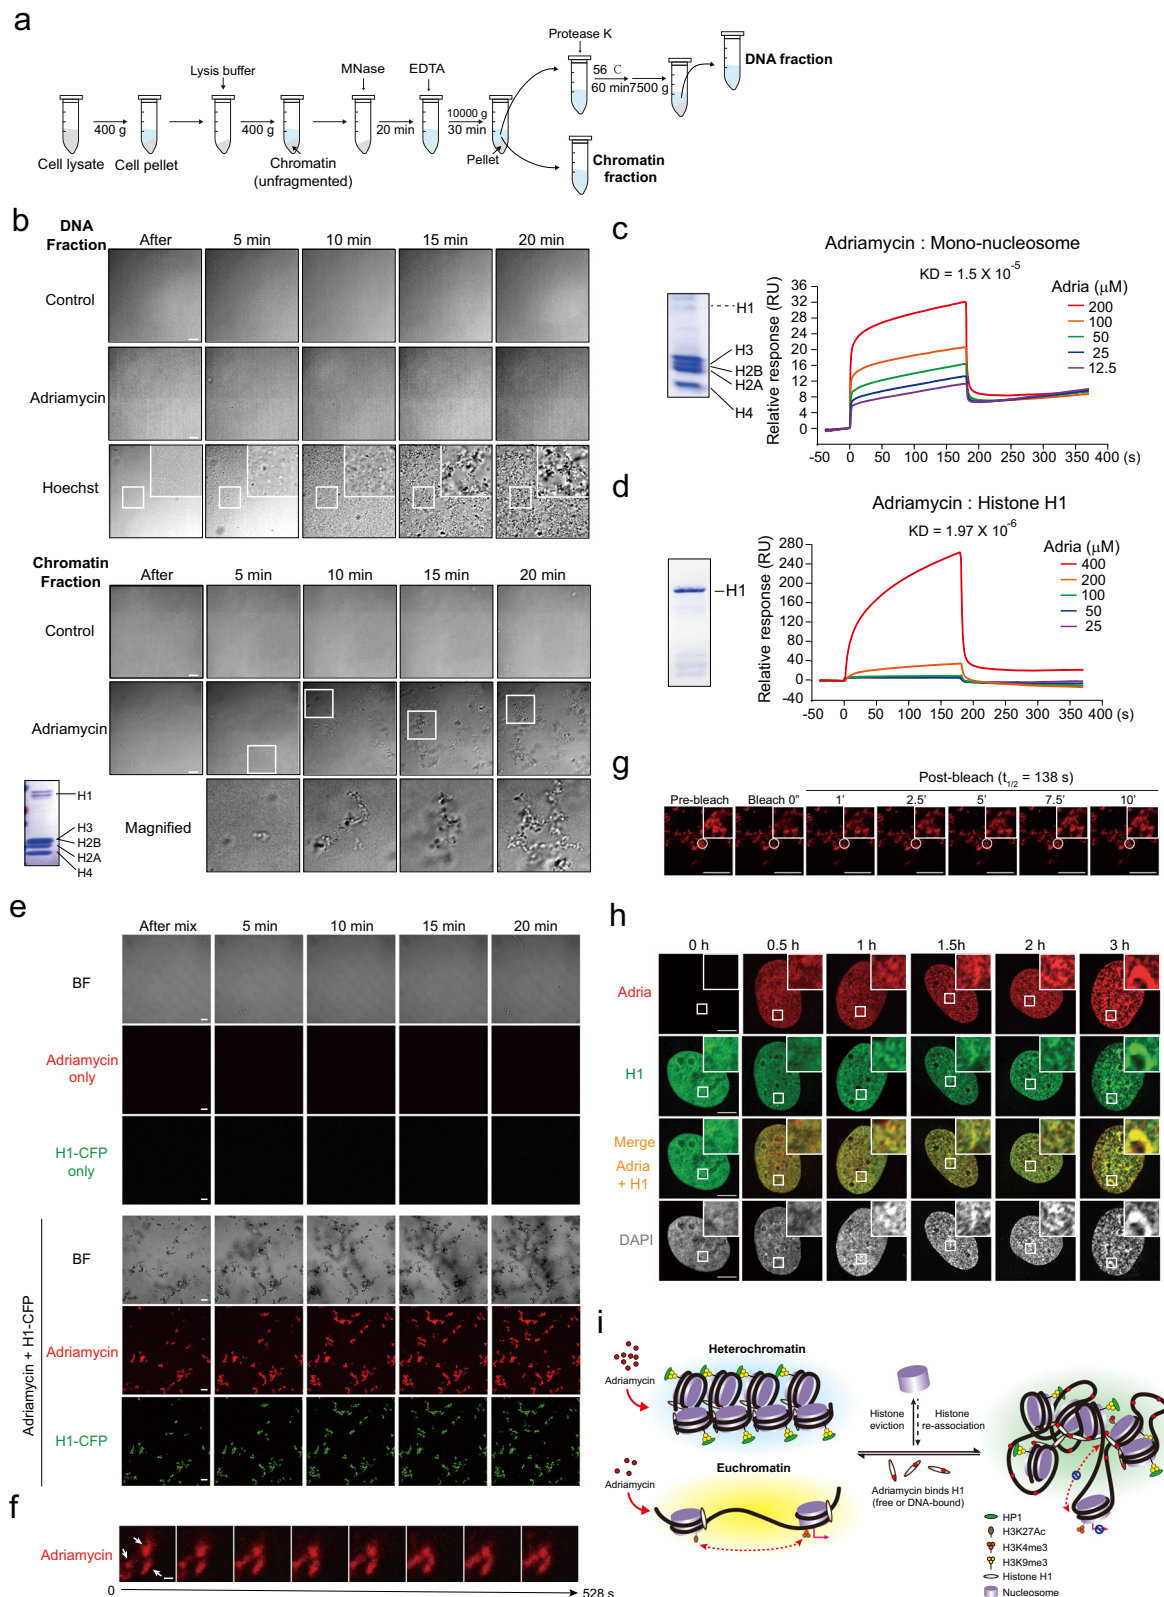 a
Protease K
Lysis buffer
MNase
EDTA
56 ℃
60 min
7500 g
DNA fraction
400 g
400 g
20 min
10000 g
30 min
Cell lysate
Cell pellet
Chromatin
(unfragmented)
Pellet
Chromatin
fraction
b
DNA
Fraction
After
5 min
10 min
15 min
20 min
Control
Adriamycin
Hoechst
Chromatin
Fraction
After
5 min
10 min
15 min
20 min
Control
Adriamycin
Magnified
H1
H3
H2B
H2A
H4
c
Adriamycin : Mono-nucleosome
KD = 1.5 X 10-5
H1
H3
H2B
H2A
H4
Relative response (RU)
36
32
28
24
20
16
12
8
4
0
-50
0
50
100
150
200
250
300
350
400 (s)
Adria (μM)
200
100
50
25
12.5
d
Adriamycin : Histone H1
KD = 1.97 X 10-6
H1
Relative response (RU)
280
240
200
160
120
80
40
0
-40
-50
0
50
100
150
200
250
300
350
400 (s)
Adria (μM)
400
200
100
50
25
g
Post-bleach (t1/2 = 138 s)
Pre-bleach
Bleach 0"
1'
2.5'
5'
7.5'
10'
e
After mix
5 min
10 min
15 min
20 min
BF
Adriamycin
only
H1-CFP
only
Adriamycin + H1-CFP
BF
Adriamycin
H1-CFP
f
Adriamycin
0
528 s
h
0 h
0.5 h
1 h
1.5h
2 h
3 h
Adria
H1
Merge
Adria
+ H1
DAPI
i
Adriamycin
Heterochromatin
Adriamycin
Euchromatin
Histone
eviction
Histone
re-association
Adriamycin binds H1
(free or DNA-bound)
HP1
H3K27Ac
H3K4me3
H3K9me3
Histone H1
Nucleosome